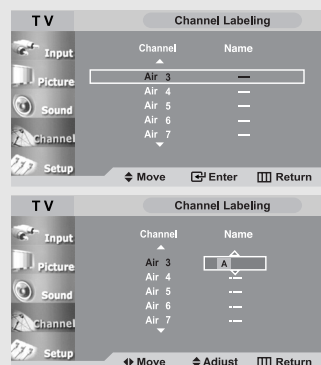 TV
Channel Labeling
Input
Picture
Sound
Channel
Setup
Channel Name
Air 3 —
Air 4 —
Air 5 —
Air 6 —
Air 7 —
Move Enter Return
TV
Channel Labeling
Input
Picture
Sound
Channel
Setup
Channel Name
Air 3 A
Air 4 ---
Air 5 ---
Air 6 ---
Air 7 ---
Move Adjust Return